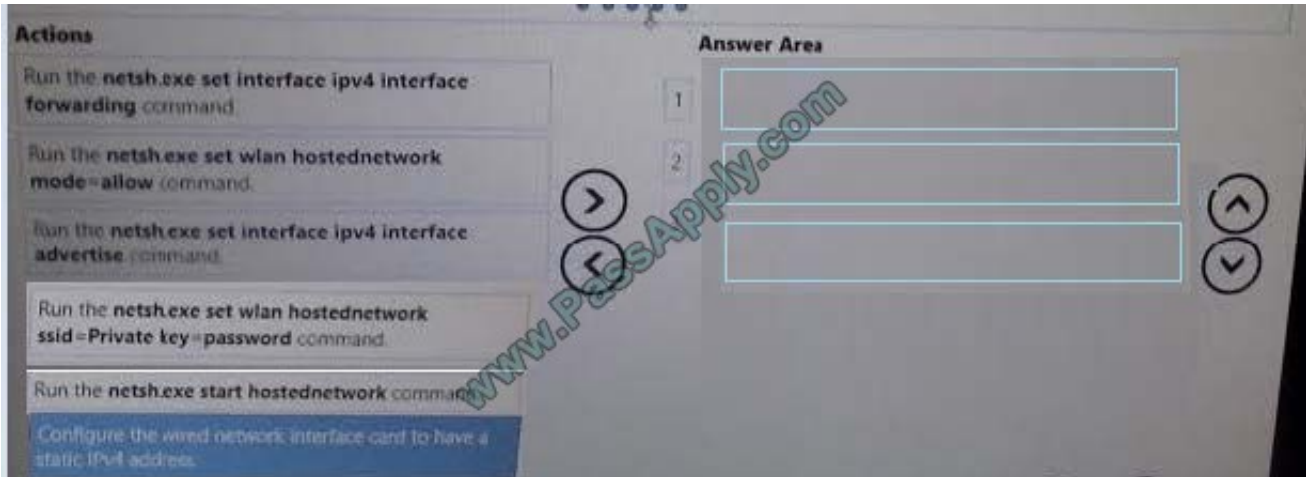 Actions
Run the netsh.exe set interface ipv4 interface
forwarding command.
Run the netsh.exe set wlan hostednetwork
mode=allow command.
Run the netsh.exe set interface ipv4 interface
advertise command.
Run the netsh.exe set wlan hostednetwork
ssid=Private key=password command.
Run the netsh.exe start hostednetwork command
Configure the wired network interface card to have a
static IPv4 address.
Answer Area
1
2
www.PassApply.com